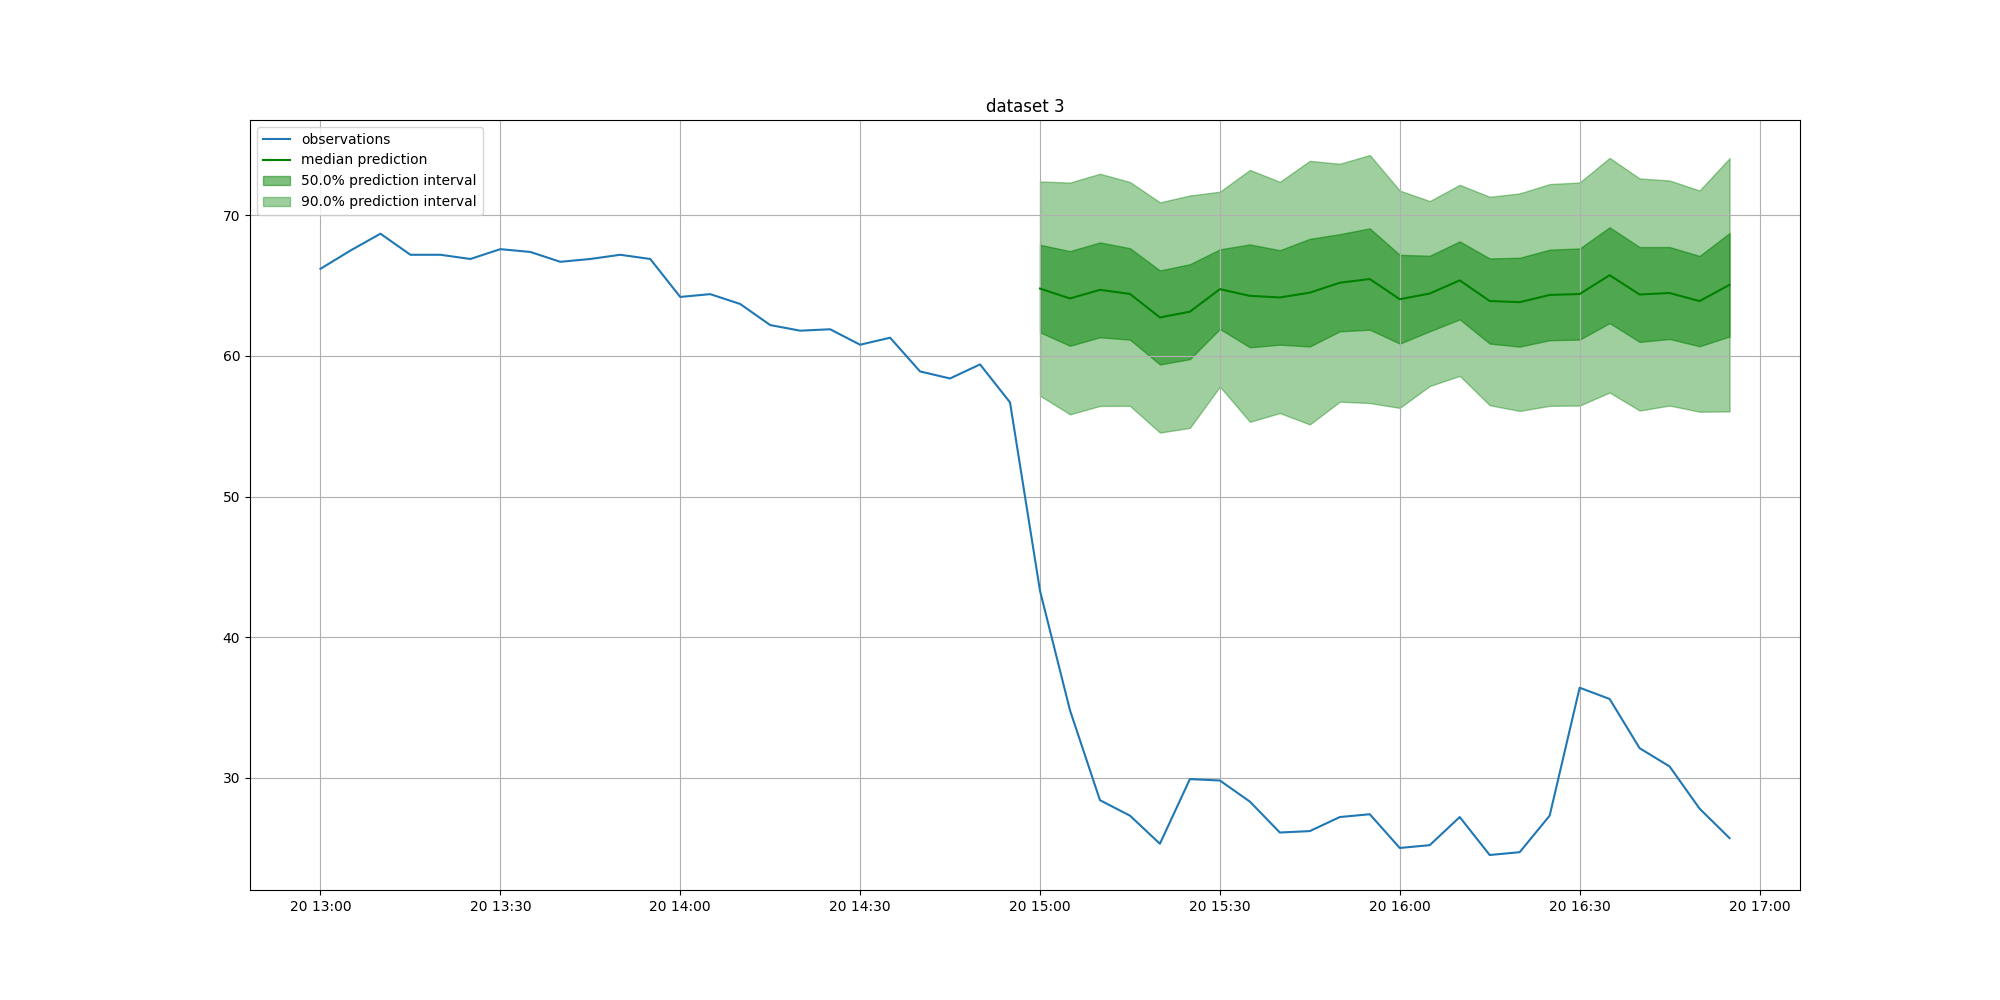 dataset 3
observations
median prediction
50.0% prediction interval
90.0% prediction interval
70
60
50
40
30
20 13:00 20 13:30 20 14:00 20 14:30 20 15:00 20 15:30 20 16:00 20 16:30 20 17:00